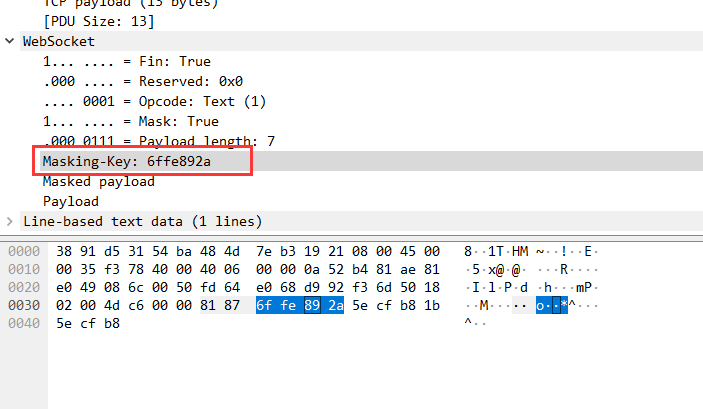 TCP payload (13 bytes)
[PDU Size: 13]
WebSocket
1... .... = Fin: True
.000 .... = Reserved: 0x0
.... 0001 = Opcode: Text (1)
1... .... = Mask: True
.000 0111 = Payload length: 7
Masking-Key: 6ffe892a
Masked payload
Payload
Line-based text data (1 lines)
0000 38 91 d5 31 54 ba 48 4d 7e b3 19 21 08 00 45 00 8··1T·HM ~··!··E·
0010 00 35 f3 78 40 00 40 06 00 00 0a 52 b4 81 ae 81 ·5·x@·@· ···R····
0020 e0 49 08 6c 00 50 fd 64 e0 68 d9 92 f3 6d 50 18 ·I·l·P·d ·h···mP·
0030 02 00 4d c6 00 00 81 87 6f fe 89 2a 5e cf b8 1b ··M····· o··*^···
0040 5e cf b8 ^··